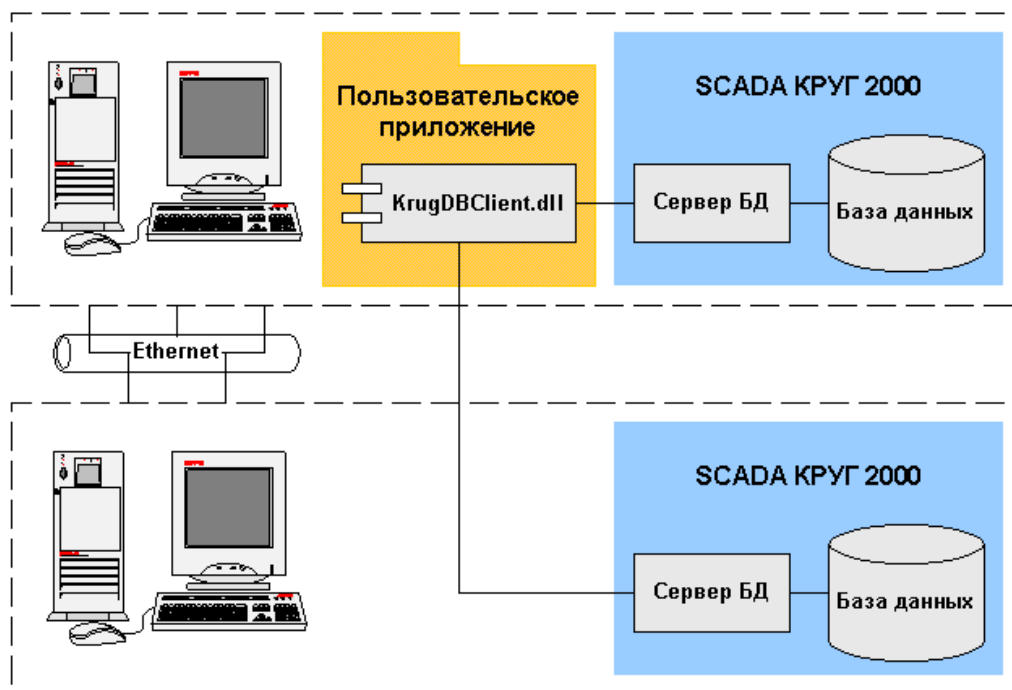 Пользовательское
приложение
KrugDBClient.dll
SCADA КРУГ 2000
Сервер БД
База данных
Ethernet
SCADA КРУГ 2000
Сервер БД
База данных